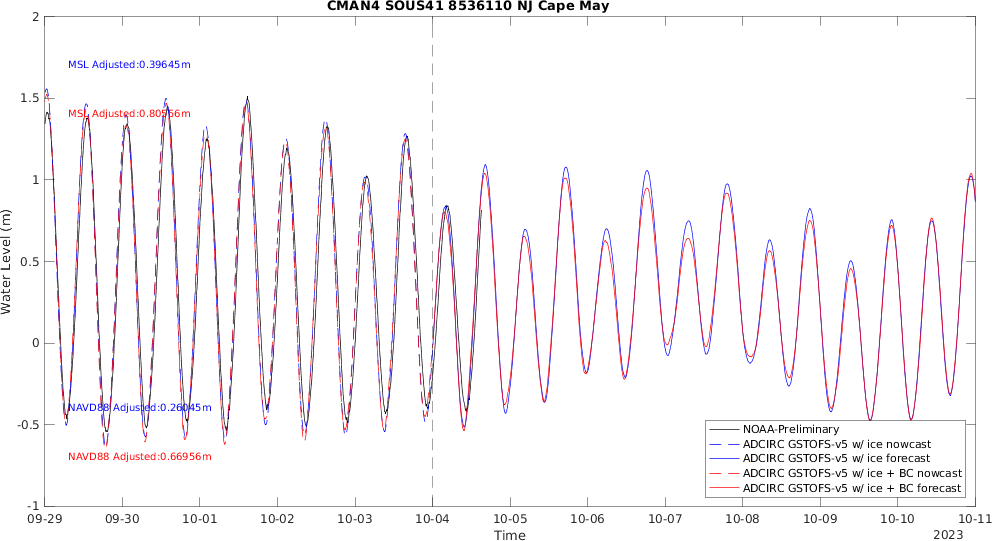 CMAN4 SOUS41 8536110 NJ Cape May
2
MSL Adjusted:0.39645m
1.5
MSL Adjusted:0.80556m
1
0.5
Water Level (m)
0
NAVD88 Adjusted:0.26045m
-0.5
NAVD88 Adjusted:0.66956m
NOAA-Preliminary
ADCIRC GSTOFS-v5 w/ ice nowcast
ADCIRC GSTOFS-v5 w/ ice forecast
ADCIRC GSTOFS-v5 w/ ice + BC nowcast
ADCIRC GSTOFS-v5 w/ ice + BC forecast
-1
09-29 09-30 10-01 10-02 10-03 10-04 10-05 10-06 10-07 10-08 10-09 10-10 10-11
Time
2023